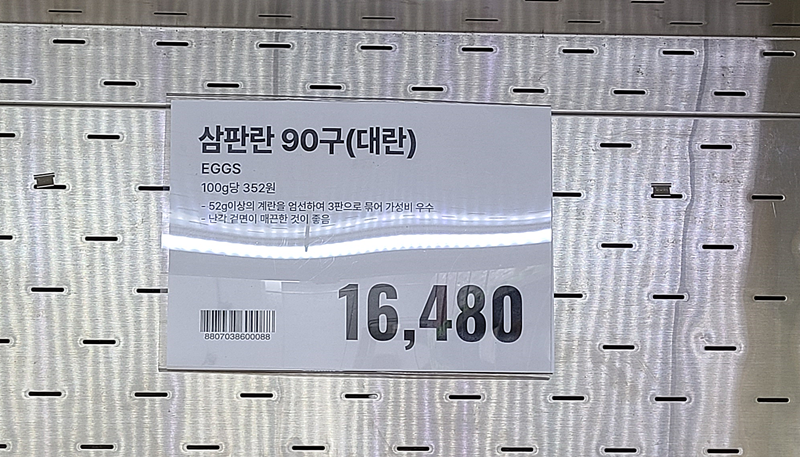 삼판란 90구(대란)
EGGS
100g당 352원
- 52g이상의 계란을 엄선하여 3판으로 묶어 가성비 우수
- 난각 겉면이 매끈한 것이 좋음
16,480
8807038600088